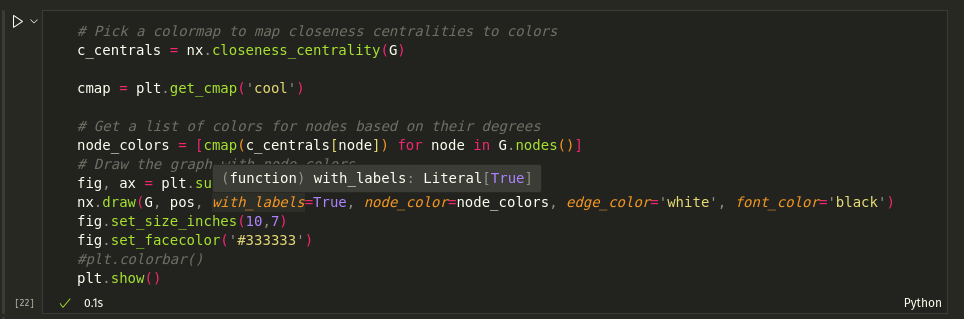 # Pick a colormap to map closeness centralities to colors
c_centrals = nx.closeness_centrality(G)
cmap = plt.get_cmap('cool')
# Get a list of colors for nodes based on their degrees
node_colors = [cmap(c_centrals[node]) for node in G.nodes()]
# Draw the graph with node colors
(function) with_labels: Literal[True]
fig, ax = plt.su
nx.draw(G, pos, with_labels=True, node_color=node_colors, edge_color='white', font_color='black')
fig.set_size_inches(10,7)
fig.set_facecolor('#333333')
#plt.colorbar()
plt.show()
[22] 0.1s Python